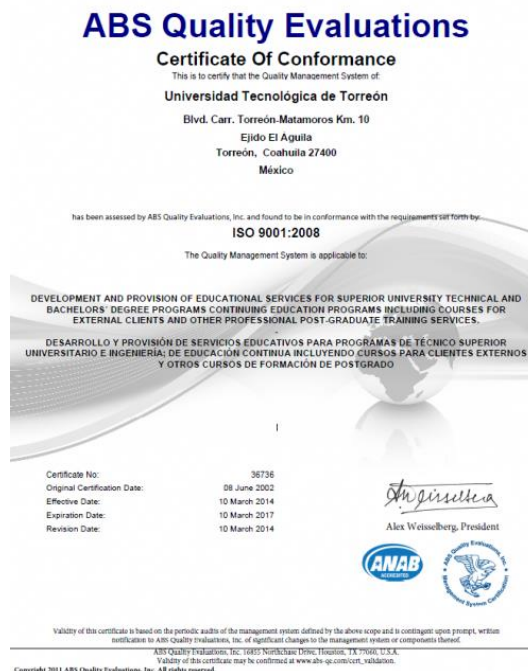 ABS Quality Evaluations
Certificate Of Conformance
This is to certify that the Quality Management System of:
Universidad Tecnológica de Torreón
Blvd. Carr. Torreón-Matamoros Km. 10
Ejido El Aguila
Torreón, Coahuila 27400
México
has been assessed by ABS Quality Evaluations, Inc. and found to be in conformance with the requirements set forth by:
ISO 9001:2008
The Quality Management System is applicable to:
DEVELOPMENT AND PROVISION OF EDUCATIONAL SERVICES FOR SUPERIOR UNIVERSITY TECHNICAL AND
BACHELORS' DEGREE PROGRAMS CONTINUING EDUCATION PROGRAMS INCLUDING COURSES FOR
EXTERNAL CLIENTS AND OTHER PROFESSIONAL POST-GRADUATE TRAINING SERVICES.
DESARROLLO Y PROVISIÓN DE SERVICIOS EDUCATIVOS PARA PROGRAMAS DE TÉCNICO SUPERIOR
UNIVERSITARIO E INGENIERÍA; DE EDUCACIÓN CONTINUA INCLUYENDO CURSOS PARA CLIENTES EXTERNOS
Y OTROS CURSOS DE FORMACIÓN DE POSTGRADO
Certificate No: 36736
Original Certification Date: 08 June 2002
Effective Date: 10 March 2014
Expiration Date: 10 March 2017
Revision Date: 10 March 2014
Alex Weisselberg, President
ANAB
ACCREDITED
ABS Quality Evaluations, Inc.
Management System Certification
Validity of this certificate is based on the periodic audits of the management system defined by the above scope and is contingent upon prompt, written
notification to ABS Quality Evaluations, Inc. of significant changes to the management system or components thereof.
ABS Quality Evaluations, Inc. 16855 Northchase Drive, Houston, TX 77060, U.S.A.
Validity of this certificate may be confirmed at www.abs-qe.com/cert_validation.
Copyright 2011 ABS Quality Evaluations, Inc. All rights reserved.